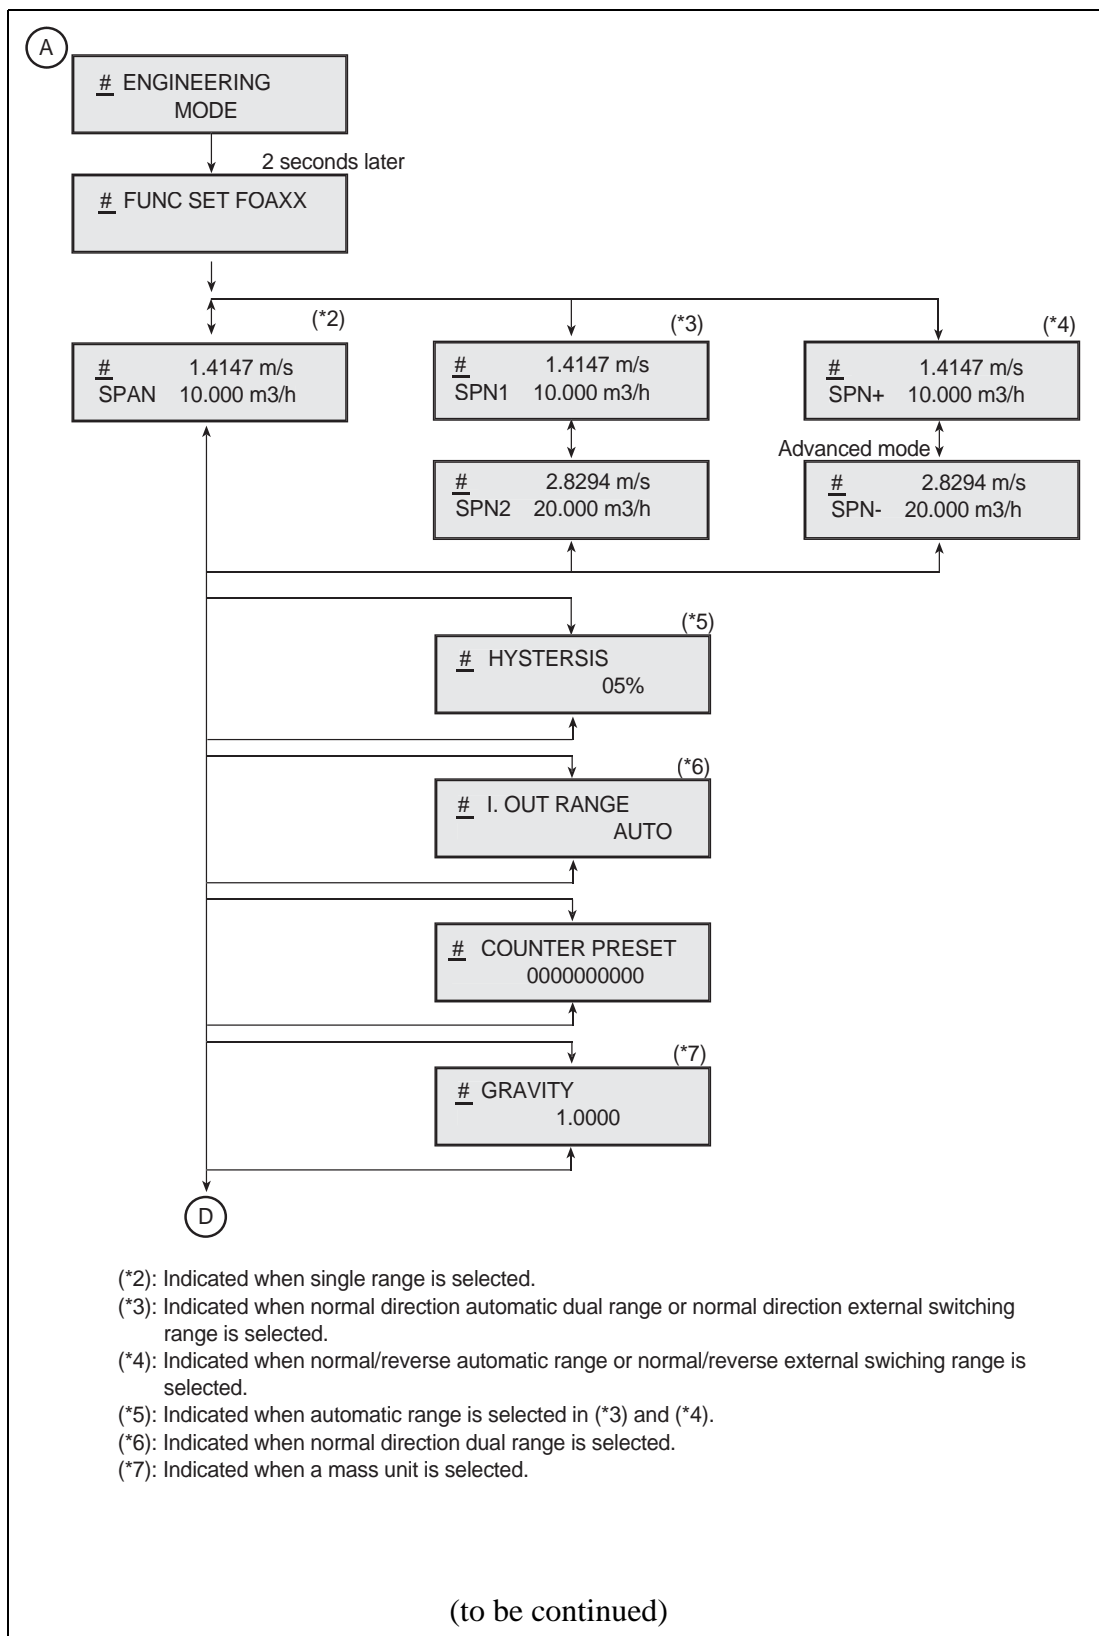 A
# ENGINEERING
MODE
2 seconds later
# FUNC SET FOAXX
(*2)
# 1.4147 m/s
SPAN 10.000 m3/h
(*3)
# 1.4147 m/s
SPN1 10.000 m3/h
(*4)
# 1.4147 m/s
SPN+ 10.000 m3/h
Advanced mode
# 2.8294 m/s
SPN2 20.000 m3/h
# 2.8294 m/s
SPN- 20.000 m3/h
(*5)
# HYSTERSIS
05%
(*6)
# I. OUT RANGE
AUTO
# COUNTER PRESET
0000000000
(*7)
# GRAVITY
1.0000
D
(*2): Indicated when single range is selected.
(*3): Indicated when normal direction automatic dual range or normal direction external switching
range is selected.
(*4): Indicated when normal/reverse automatic range or normal/reverse external swiching range is
selected.
(*5): Indicated when automatic range is selected in (*3) and (*4).
(*6): Indicated when normal direction dual range is selected.
(*7): Indicated when a mass unit is selected.
(to be continued)